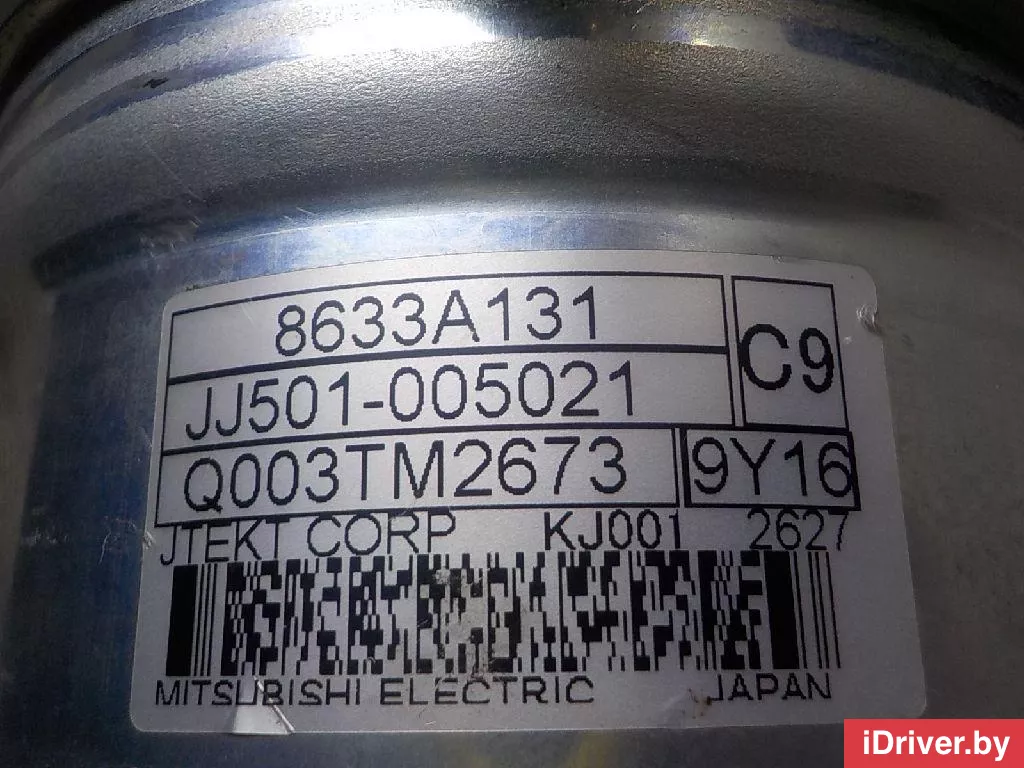 8633A131
C9
JJ501-005021
Q003TM2673 9Y16
JTEKT CORP KJ001 2627
MITSUBISHI ELECTRIC JAPAN
iDriver.by